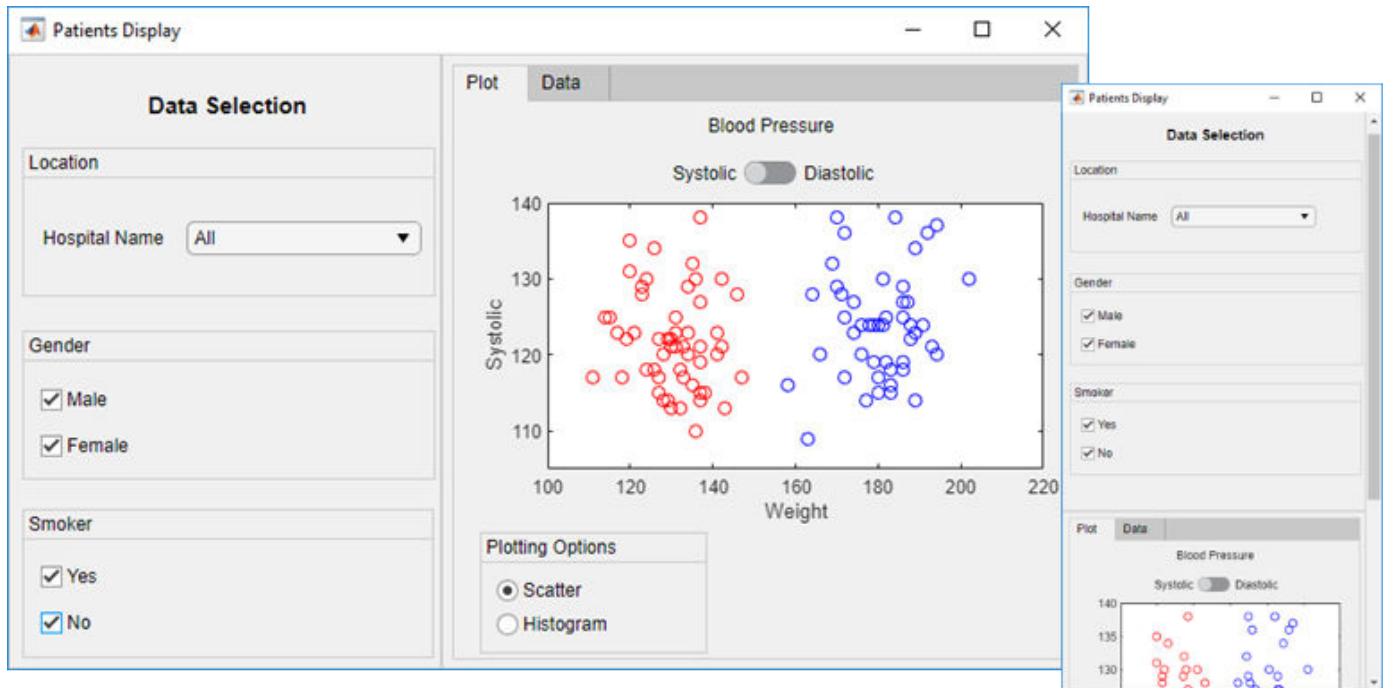 Patients Display
Data Selection
Location
Hospital Name All
Gender
Male
Female
Smoker
Yes
No
Plot Data
Blood Pressure
Systolic Diastolic
140
130
120
110
Systolic
100 120 140 160 180 200 220
Weight
Plotting Options
Scatter
Histogram
Patients Display
Data Selection
Location
Hospital Name All
Gender
Male
Female
Smoker
Yes
No
Plot Data
Blood Pressure
Systolic Diastolic
140
135
130